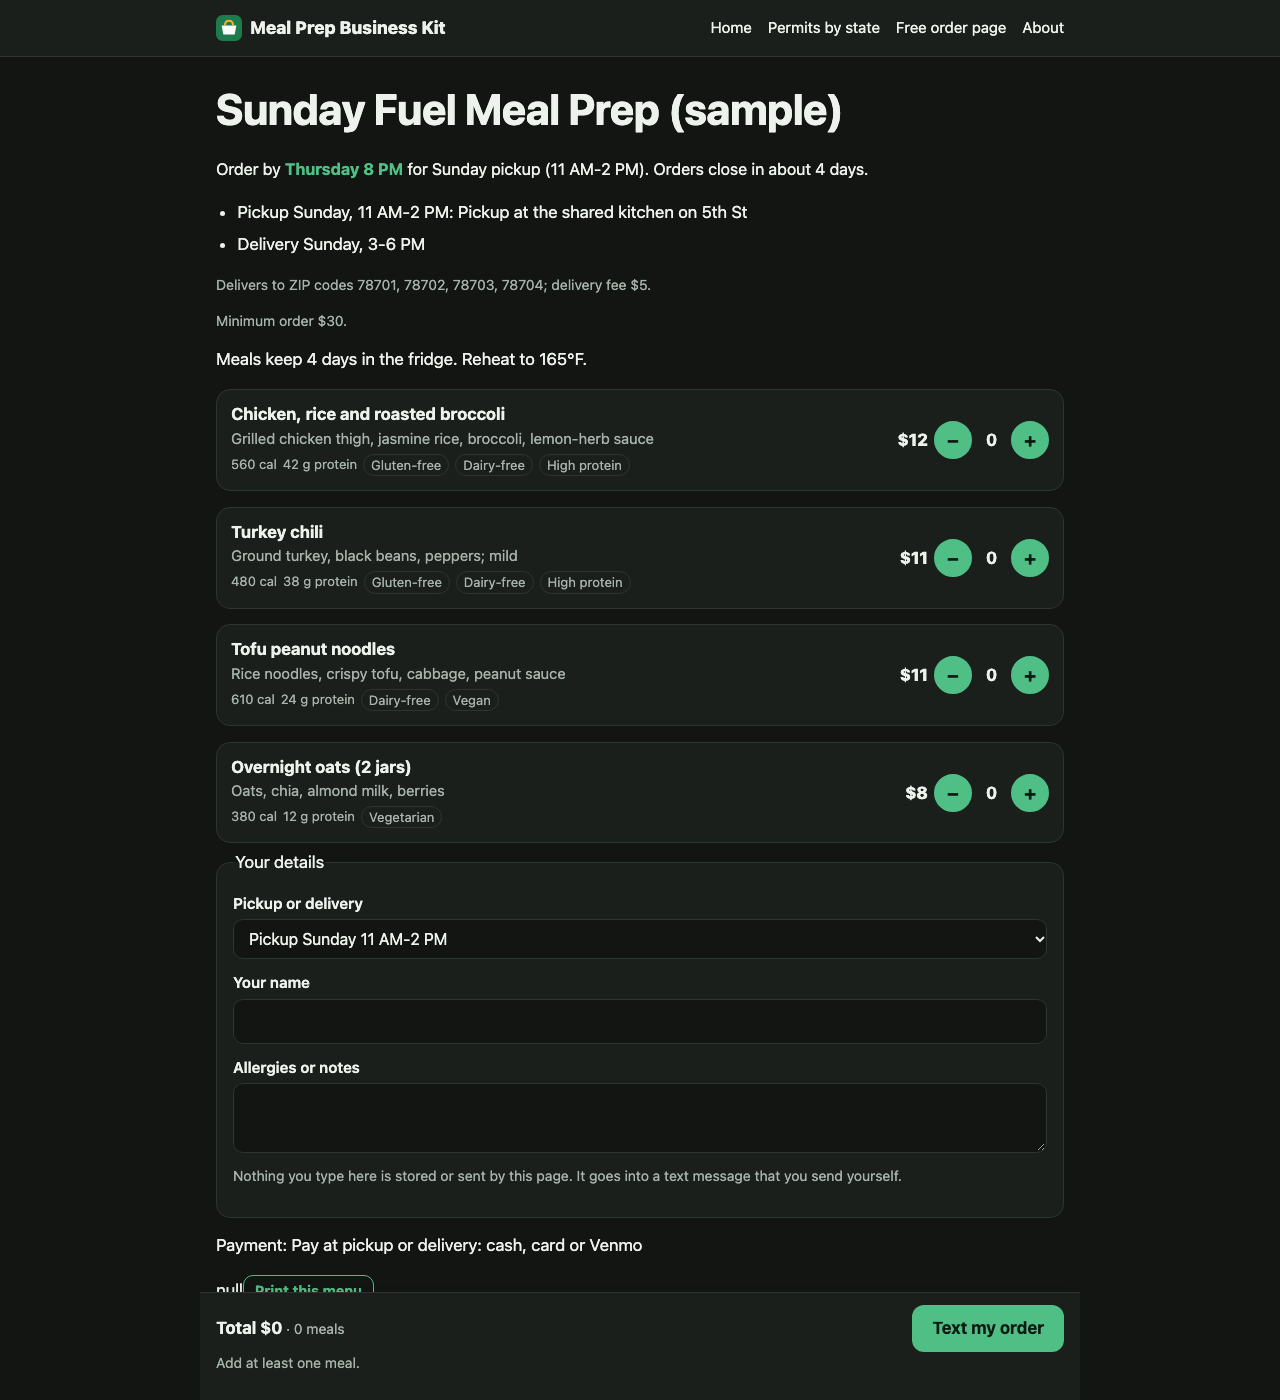 Meal Prep Business Kit
Home Permits by state Free order page About
Sunday Fuel Meal Prep (sample)
Order by Thursday 8 PM for Sunday pickup (11 AM-2 PM). Orders close in about 4 days.
• Pickup Sunday, 11 AM-2 PM: Pickup at the shared kitchen on 5th St
• Delivery Sunday, 3-6 PM
Delivers to ZIP codes 78701, 78702, 78703, 78704; delivery fee $5.
Minimum order $30.
Meals keep 4 days in the fridge. Reheat to 165°F.
Chicken, rice and roasted broccoli
Grilled chicken thigh, jasmine rice, broccoli, lemon-herb sauce
560 cal 42 g protein Gluten-free Dairy-free High protein
$12 − 0 +
Turkey chili
Ground turkey, black beans, peppers; mild
480 cal 38 g protein Gluten-free Dairy-free High protein
$11 − 0 +
Tofu peanut noodles
Rice noodles, crispy tofu, cabbage, peanut sauce
610 cal 24 g protein Dairy-free Vegan
$11 − 0 +
Overnight oats (2 jars)
Oats, chia, almond milk, berries
380 cal 12 g protein Vegetarian
$8 − 0 +
Your details
Pickup or delivery
Pickup Sunday 11 AM-2 PM
Your name
Allergies or notes
Nothing you type here is stored or sent by this page. It goes into a text message that you send yourself.
Payment: Pay at pickup or delivery: cash, card or Venmo
null Print this menu
Total $0 · 0 meals
Text my order
Add at least one meal.